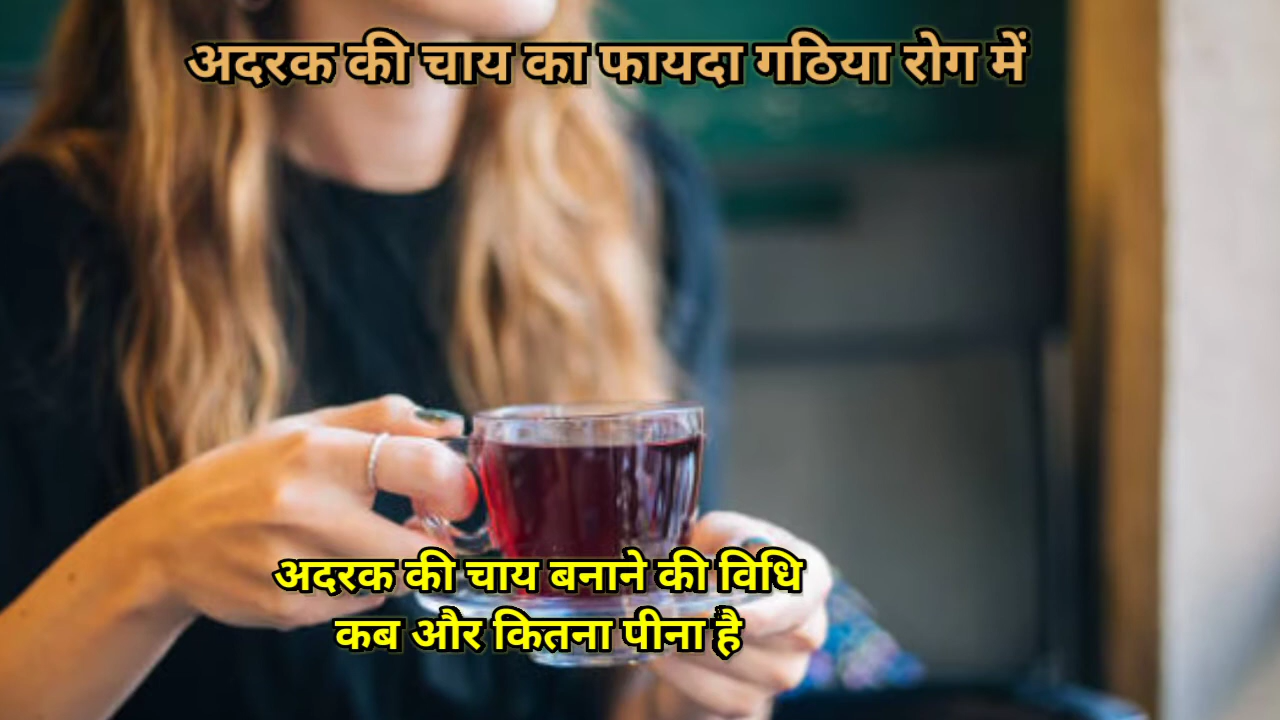 अदरक की चाय का फायदा गठिया रोग में
अदरक की चाय बनाने की विधि
कब और कितना पीना है